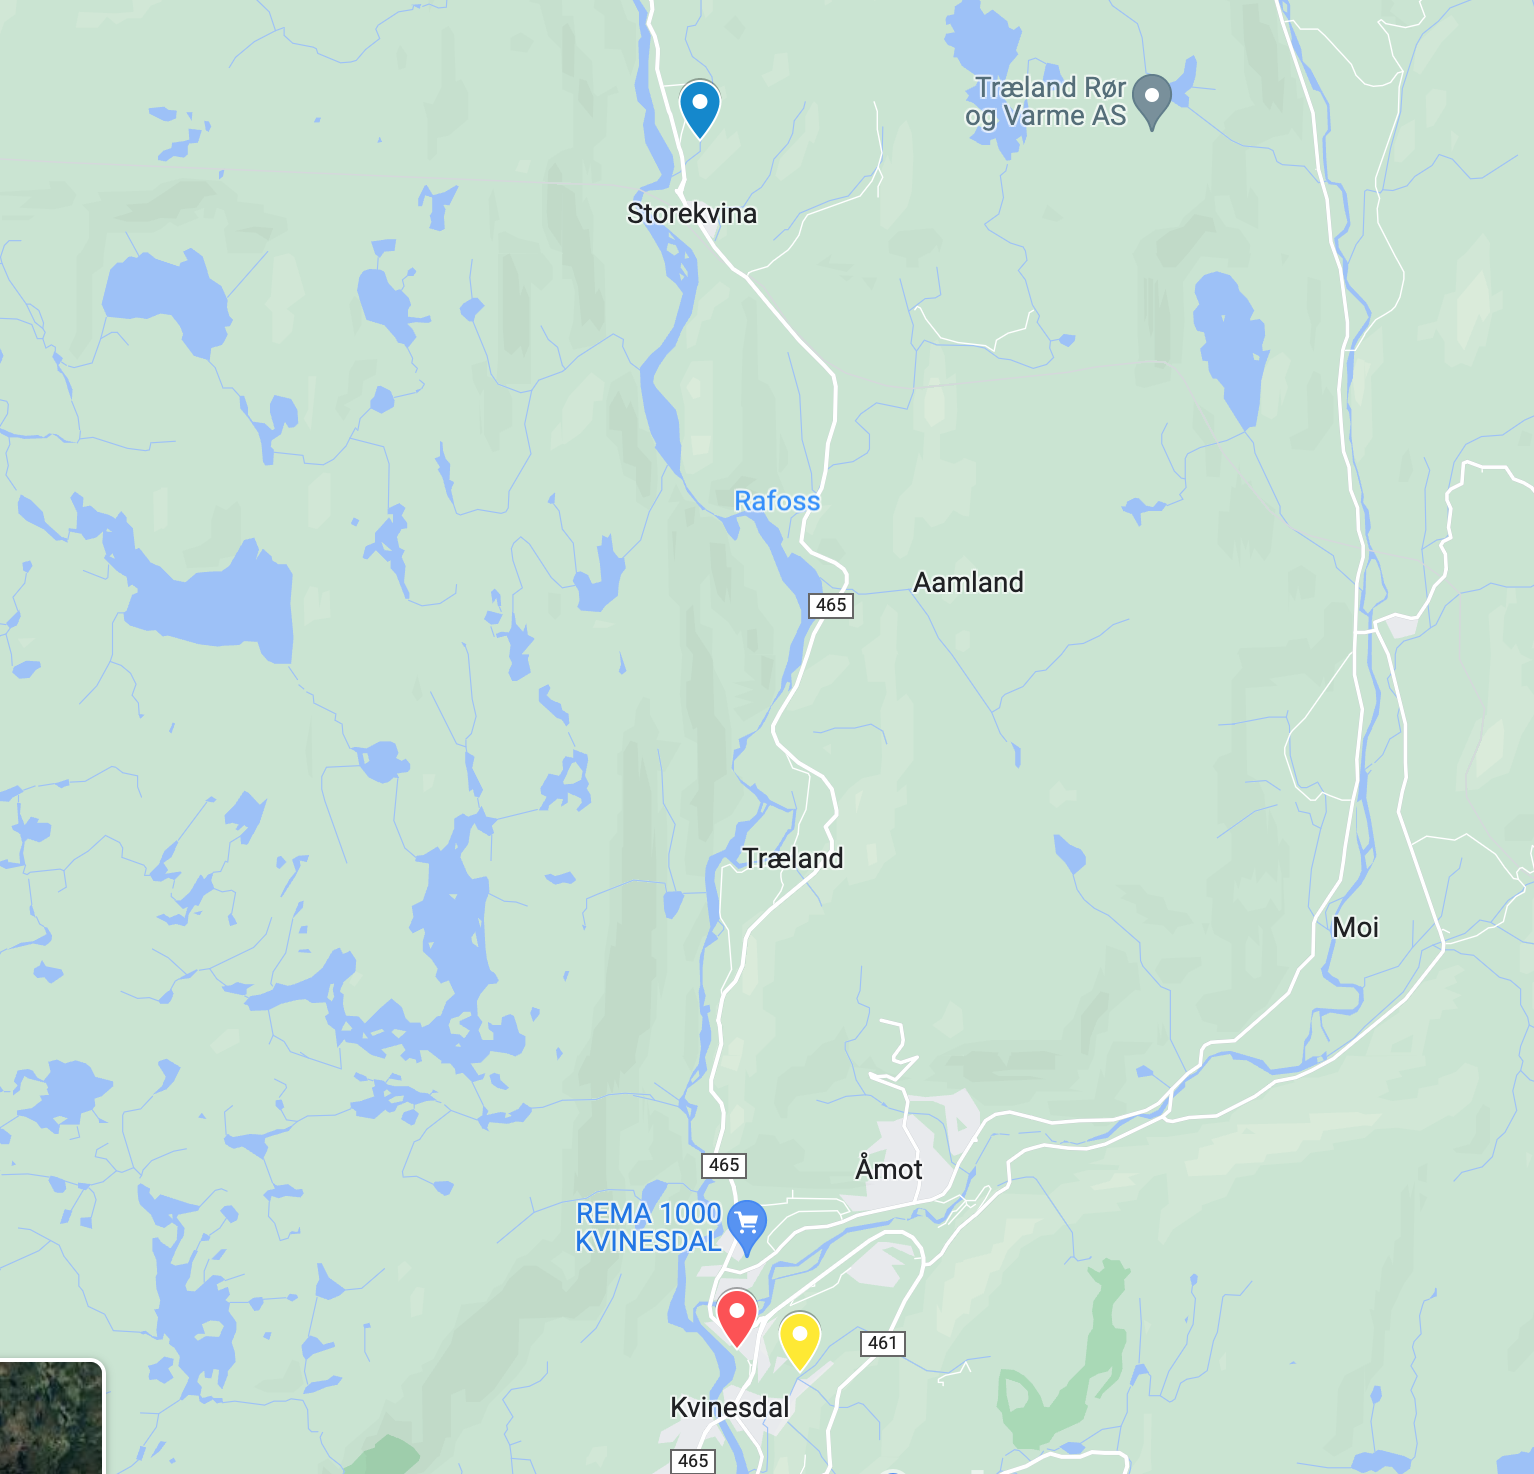 Træland Rør
og Varme AS
Storekvina
Rafoss
Aamland
465
Træland
Moi
465
Åmot
REMA 1000
KVINESDAL
461
Kvinesdal
465